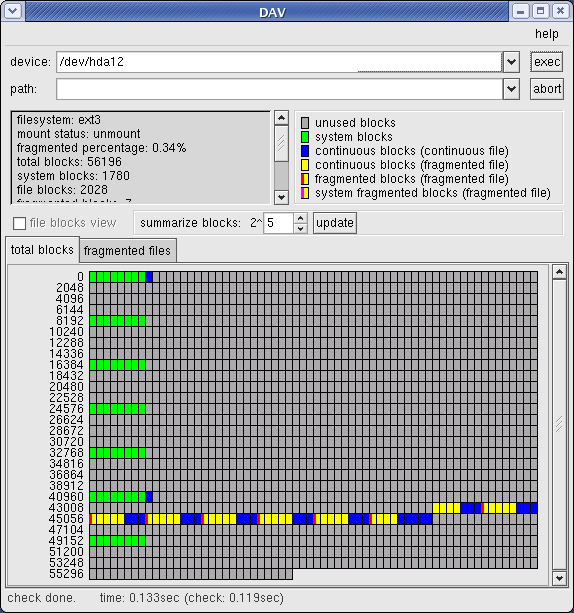 DAV
help
device: /dev/hda12 exec
path: abort
filesystem: ext3
mount status: unmount
fragmented percentage: 0.34%
total blocks: 56196
system blocks: 1780
file blocks: 2028
unused blocks
system blocks
continuous blocks (continuous file)
continuous blocks (fragmented file)
fragmented blocks (fragmented file)
system fragmented blocks (fragmented file)
file blocks view summarize blocks: 2^ 5 update
total blocks fragmented files
0
2048
4096
6144
8192
10240
12288
14336
16384
18432
20480
22528
24576
26624
28672
30720
32768
34816
36864
38912
40960
43008
45056
47104
49152
51200
53248
55296
check done. time: 0.133sec (check: 0.119sec)